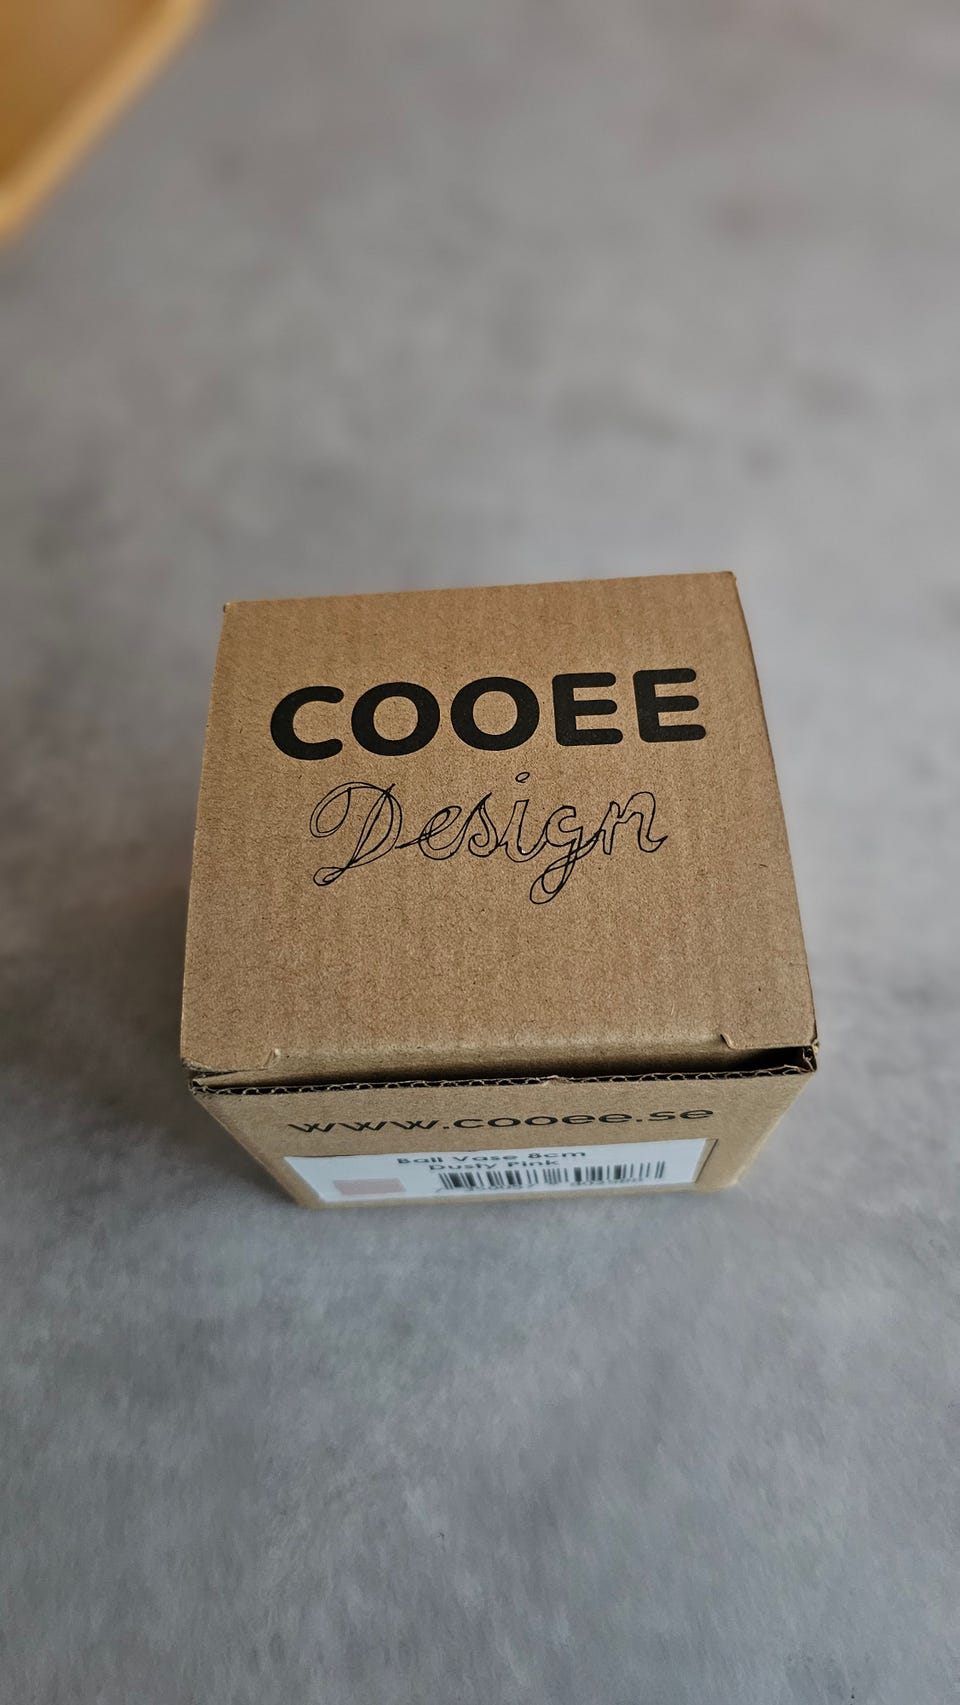 COOEE
Design
www.cooee.se
Ball Vase 8cm
Dusty Pink